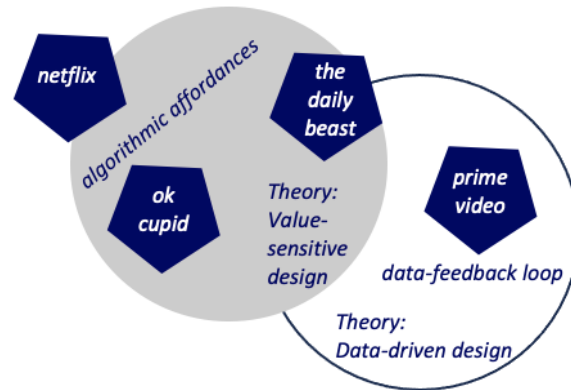 netflix
algorithmic affordances
the
daily
beast
ok
cupid
prime
video
Theory:
Value-
sensitive
design
data-feedback loop
Theory:
Data-driven design